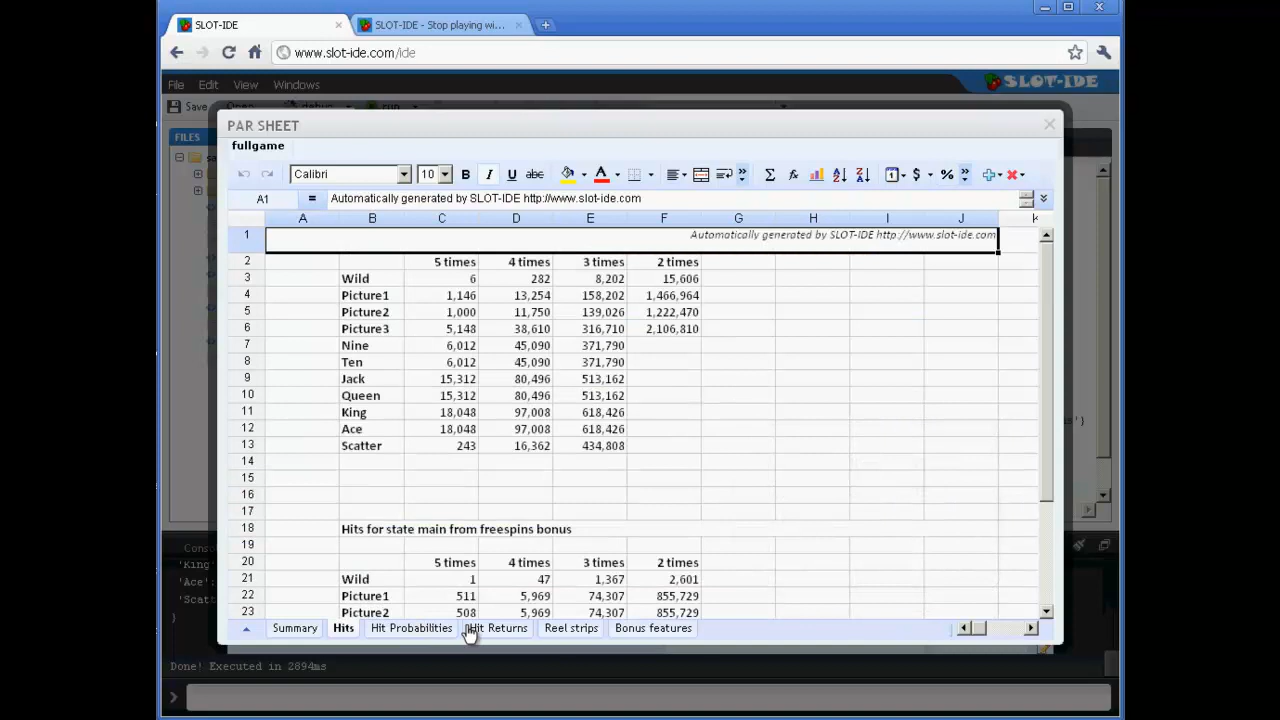 SLOT-IDE
SLOT-IDE - Stop playing wi...
www.slot-ide.com/ide
File Edit View Windows
SLOT-IDE
Save
FILES
PAR SHEET
fullgame
Calibri 10 B I U abc
A1 = Automatically generated by SLOT-IDE http://www.slot-ide.com
A B C D E F G H I J K
1 Automatically generated by SLOT-IDE http://www.slot-ide.com
2 5 times 4 times 3 times 2 times
3 Wild 6 282 8,202 15,606
4 Picture1 1,146 13,254 158,202 1,466,964
5 Picture2 1,000 11,750 139,026 1,222,470
6 Picture3 5,148 38,610 316,710 2,106,810
7 Nine 6,012 45,090 371,790
8 Ten 6,012 45,090 371,790
9 Jack 15,312 80,496 513,162
10 Queen 15,312 80,496 513,162
11 King 18,048 97,008 618,426
12 Ace 18,048 97,008 618,426
13 Scatter 243 16,362 434,808
14
15
16
17
18 Hits for state main from freespins bonus
19
20 5 times 4 times 3 times 2 times
21 Wild 1 47 1,367 2,601
22 Picture1 511 5,969 74,307 855,729
23 Picture2 508 5,969 74,307 855,729
Summary Hits Hit Probabilities Hit Returns Reel strips Bonus features
'King'
'Ace':
'Scat
}
Done! Executed in 2894ms